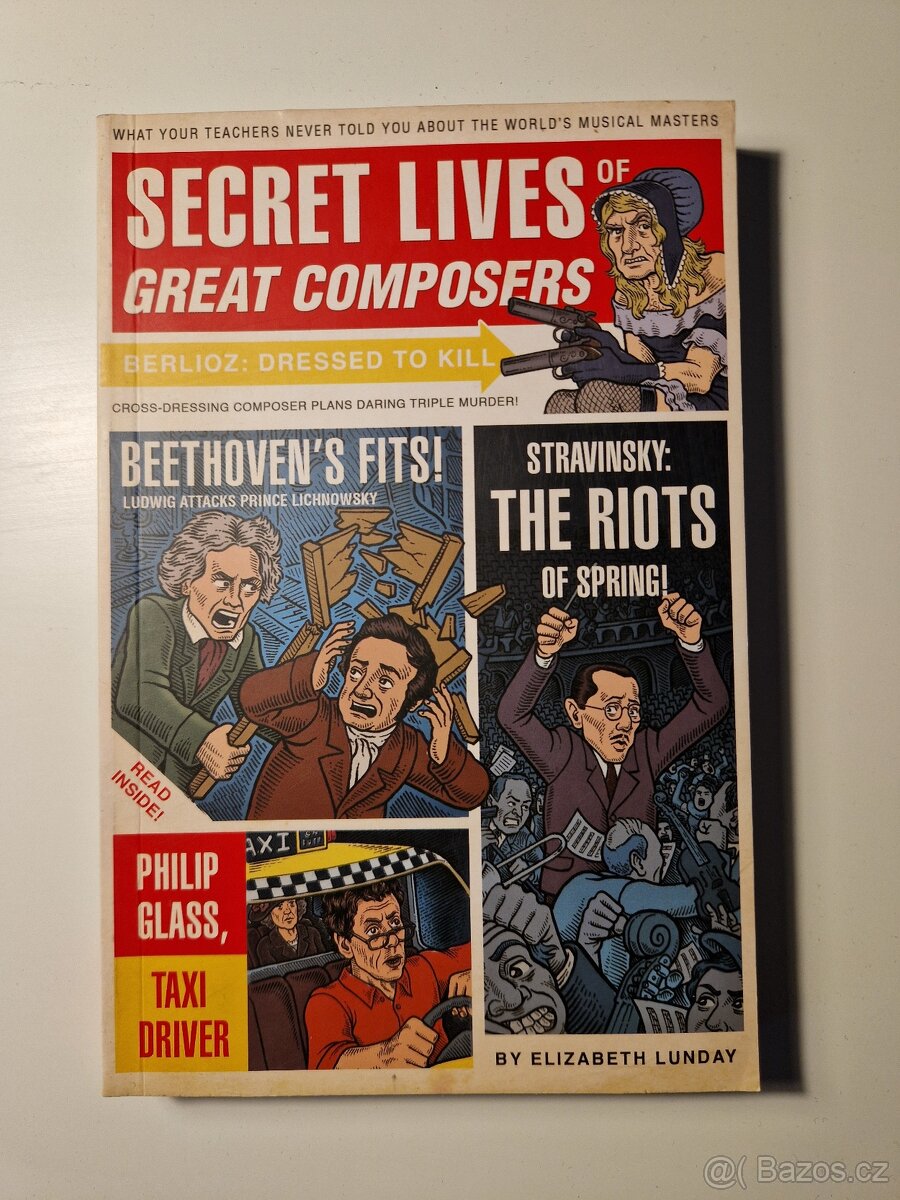 WHAT YOUR TEACHERS NEVER TOLD YOU ABOUT THE WORLD'S MUSICAL MASTERS
SECRET LIVES OF
GREAT COMPOSERS
BERLIOZ: DRESSED TO KILL
CROSS-DRESSING COMPOSER PLANS DARING TRIPLE MURDER!
BEETHOVEN'S FITS!
LUDWIG ATTACKS PRINCE LICHNOWSKY
READ
INSIDE!
STRAVINSKY:
THE RIOTS
OF SPRING!
PHILIP
GLASS,
TAXI
DRIVER
AXI
BY ELIZABETH LUNDAY
@( Bazos.cz